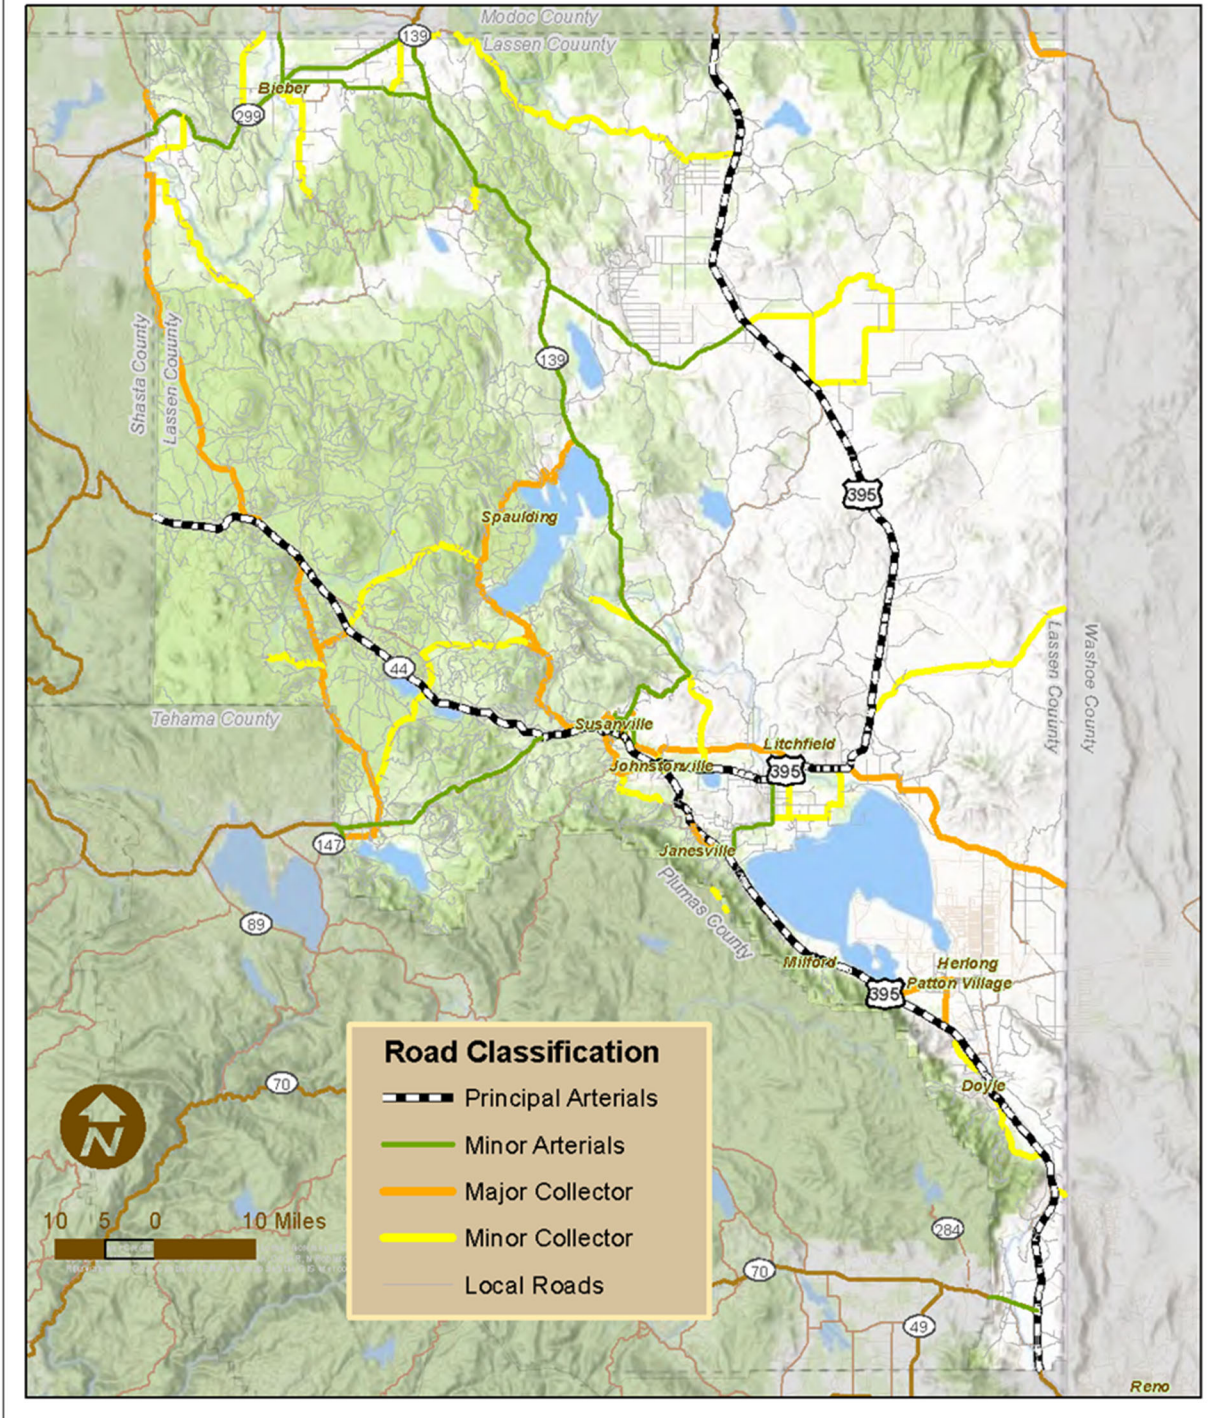 Modoc County
Lassen Couunty
139
Bieber
299
Shasta County
Lassen Couunty
139
395
Spaulding
44
Lassen Couunty
Washoe County
Tehama County
Susanville
Litchfield
Johnstonville
395
147
Janesville
Plumas County
89
Milford
Herlong
Patton Village
395
Road Classification
Principal Arterials
Minor Arterials
Major Collector
Minor Collector
Local Roads
70
Doyle
N
10 5 0 10 Miles
284
70
49
Reno